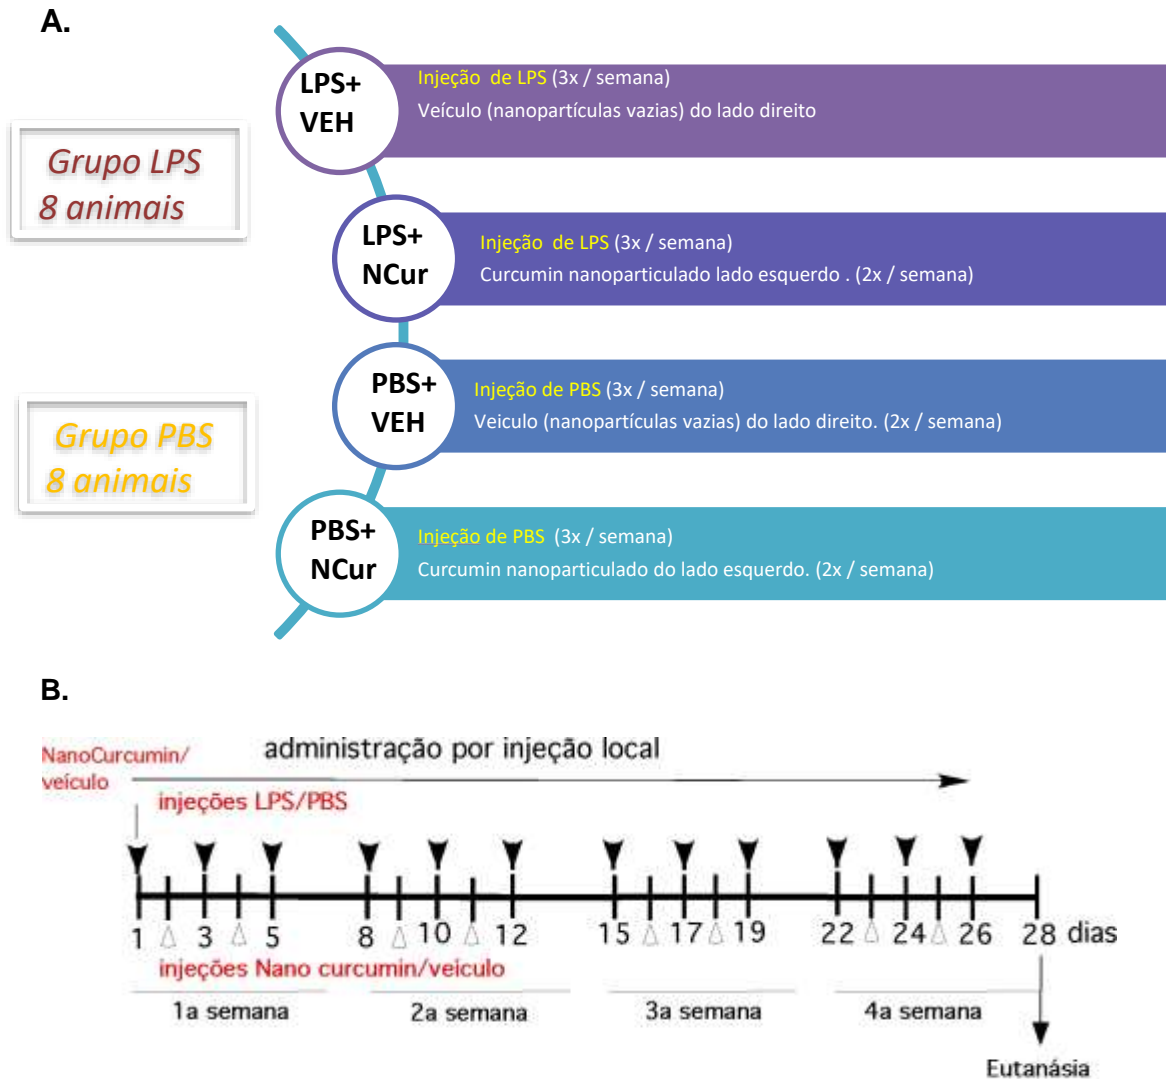 A.
Grupo LPS
8 animais
LPS+
VEH
Injeção de LPS (3x / semana)
Veículo (nanopartículas vazias) do lado direito
LPS+
NCur
Injeção de LPS (3x / semana)
Curcumin nanoparticulado lado esquerdo . (2x / semana)
Grupo PBS
8 animais
PBS+
VEH
Injeção de PBS (3x / semana)
Veiculo (nanopartículas vazias) do lado direito. (2x / semana)
PBS+
NCur
Injeção de PBS (3x / semana)
Curcumin nanoparticulado do lado esquerdo. (2x / semana)
B.
NanoCurcumin/
veículo
administração por injeção local
injeções LPS/PBS
1 3 5 8 10 12 15 17 19 22 24 26 28 dias
injeções Nano curcumin/veiculo
1a semana 2a semana 3a semana 4a semana
Eutanásia